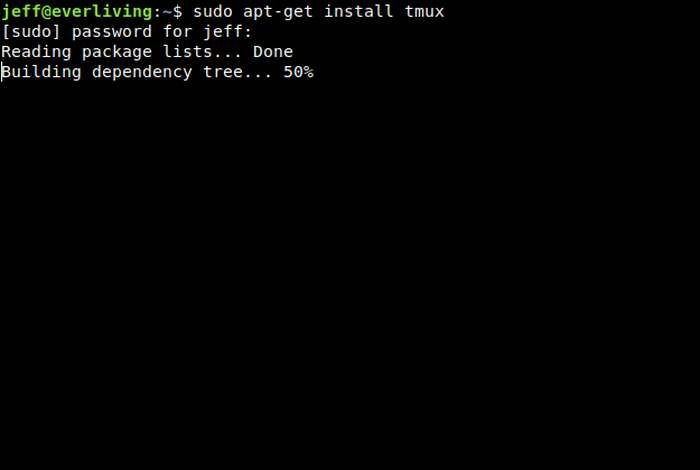 jeff@everliving:~$ sudo apt-get install tmux
[sudo] password for jeff:
Reading package lists... Done
Building dependency tree... 50%